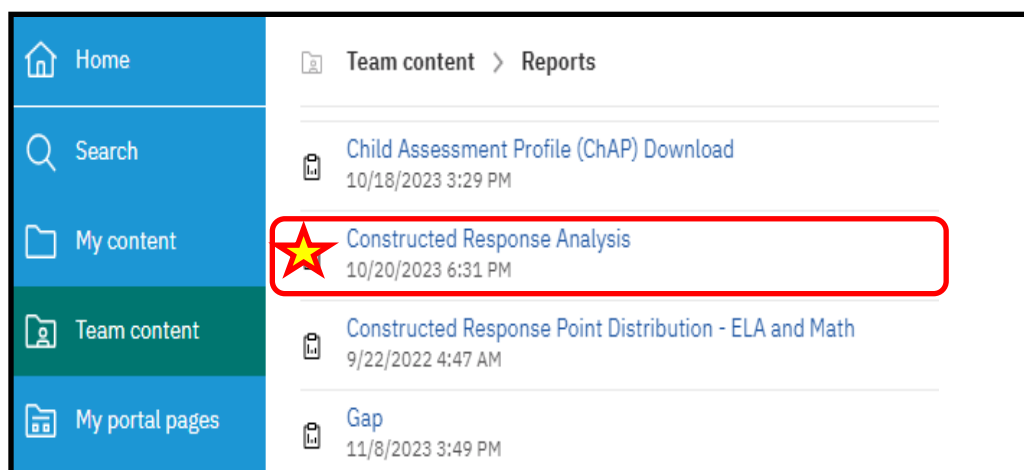 Home
Search
My content
Team content
My portal pages
Team content > Reports
Child Assessment Profile (ChAP) Download
10/18/2023 3:29 PM
Constructed Response Analysis
10/20/2023 6:31 PM
Constructed Response Point Distribution - ELA and Math
9/22/2022 4:47 AM
Gap
11/8/2023 3:49 PM